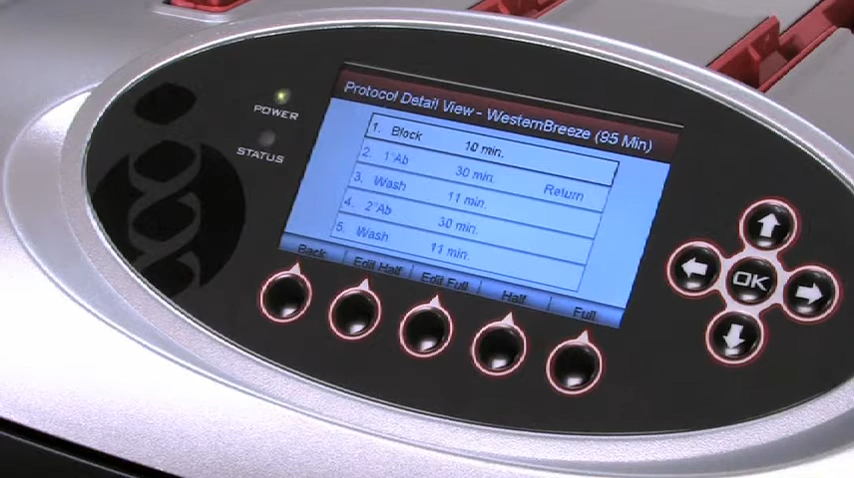 POWER
STATUS
Protocol Detail View - WesternBreeze (95 Min)
1. Block 10 min.
2. 1°Ab 30 min. Return
3. Wash 11 min.
4. 2°Ab 30 min.
5. Wash 11 min.
Back Edit Half Edit Full Half Full
OK